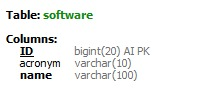 Table: software
Columns:
ID bigint(20) AI PK
acronym varchar(10)
name varchar(100)